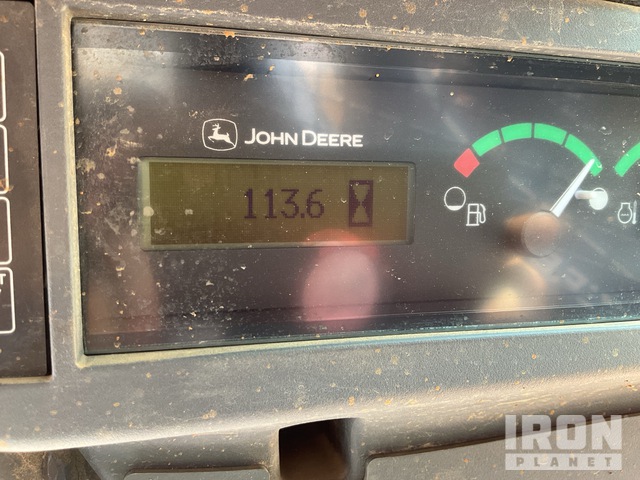 JOHN DEERE
113.6
IRON
PLANET